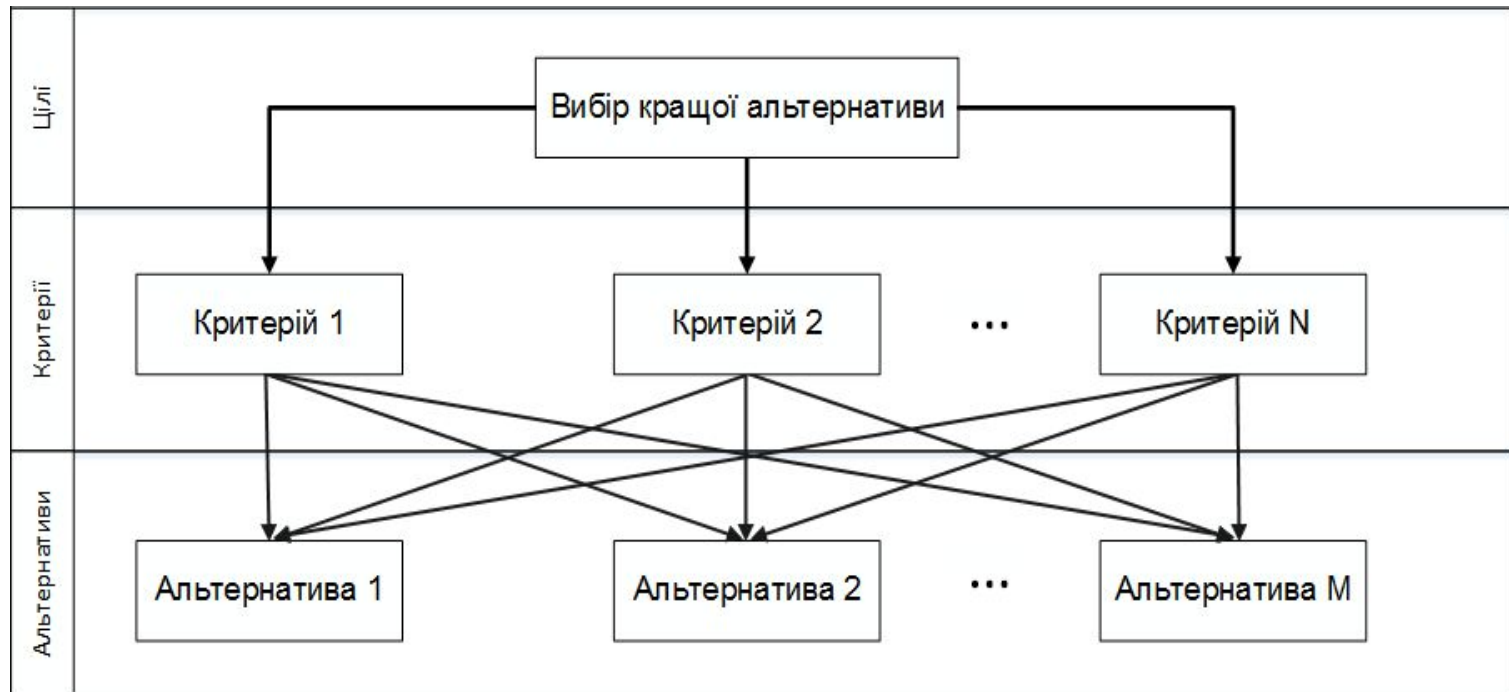 Цілі
Вибір кращої альтернативи
Критерії
Критерій 1
Критерій 2
...
Критерій N
Альтернативи
Альтернатива 1
Альтернатива 2
...
Альтернатива M